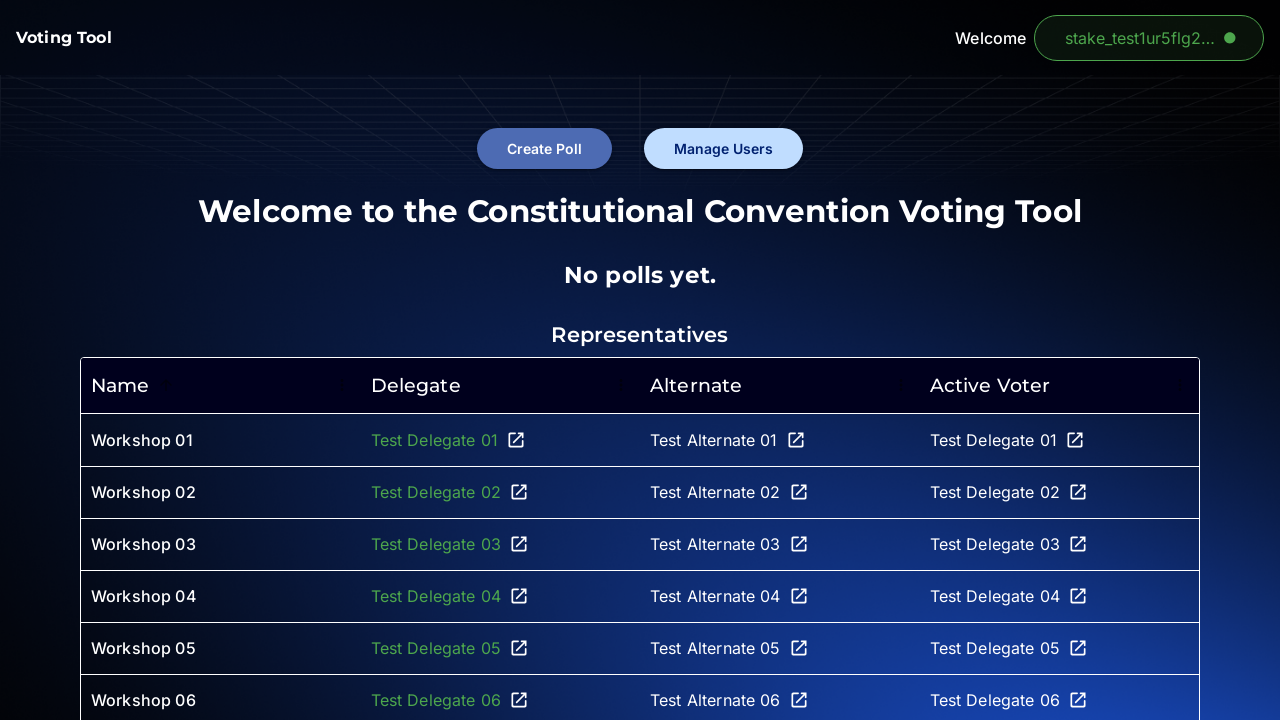 Voting Tool
Welcome stake_test1ur5flg2...
Create Poll Manage Users
Welcome to the Constitutional Convention Voting Tool
No polls yet.
Representatives
Name Delegate Alternate Active Voter
Workshop 01 Test Delegate 01 Test Alternate 01 Test Delegate 01
Workshop 02 Test Delegate 02 Test Alternate 02 Test Delegate 02
Workshop 03 Test Delegate 03 Test Alternate 03 Test Delegate 03
Workshop 04 Test Delegate 04 Test Alternate 04 Test Delegate 04
Workshop 05 Test Delegate 05 Test Alternate 05 Test Delegate 05
Workshop 06 Test Delegate 06 Test Alternate 06 Test Delegate 06